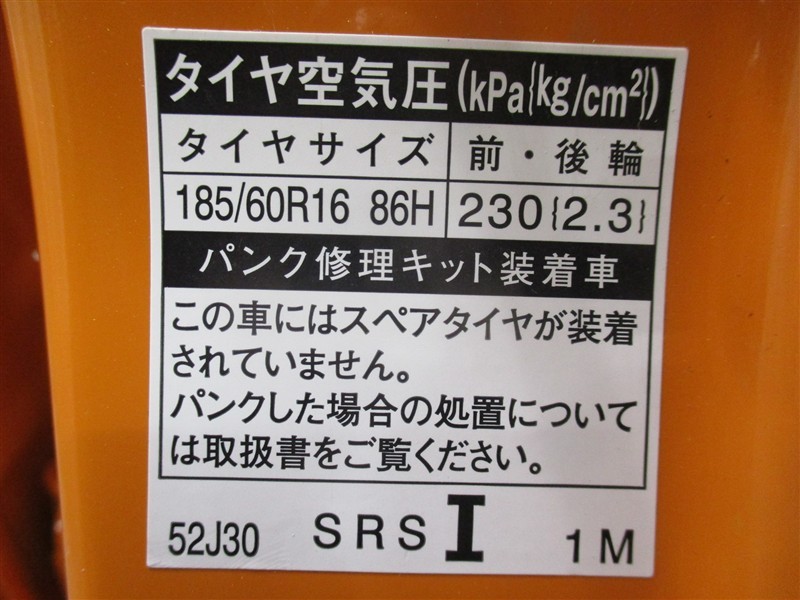 タイヤ空気圧(kPa{kg/cm²})
タイヤサイズ 前・後輪
185/60R16 86H 230{2.3}
パンク修理キット装着車
この車にはスペアタイヤが装着
されていません。
パンクした場合の処置について
は取扱書をご覧ください。
52J30 SRS I 1M